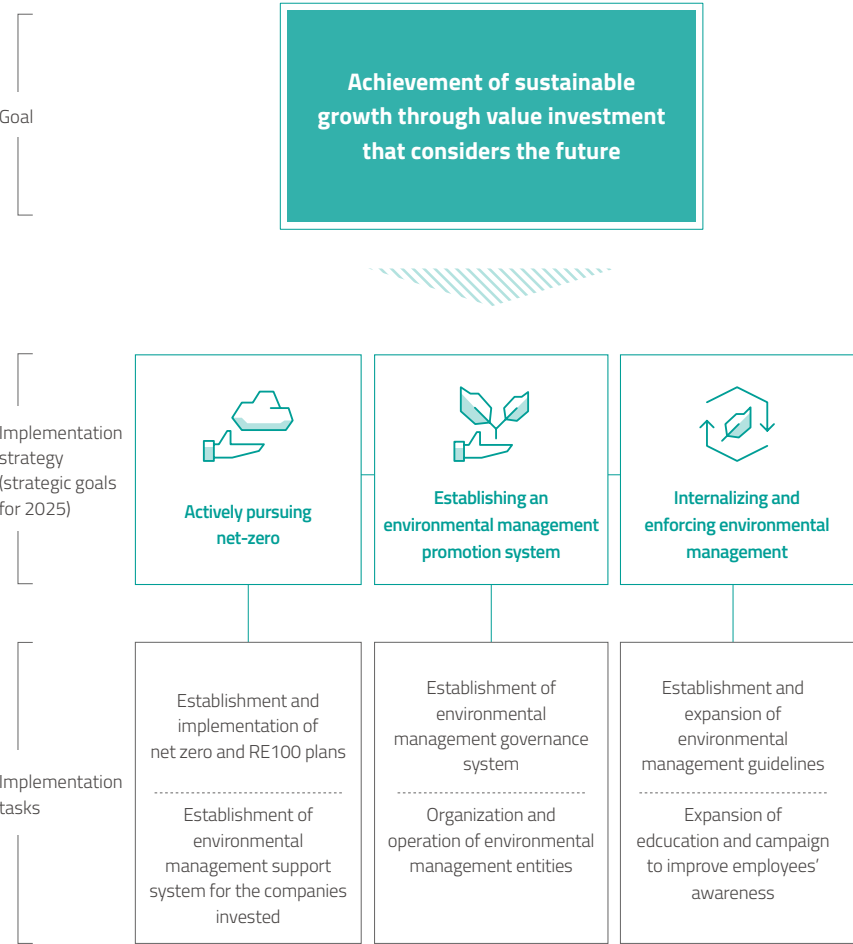 Goal
Achievement of sustainable
growth through value investment
that considers the future
Implementation
strategy
(strategic goals
for 2025)
Actively pursuing
net-zero
Establishing an
environmental management
promotion system
Internalizing and
enforcing environmental
management
Implementation
tasks
Establishment and
implementation of
net zero and RE100 plans
Establishment of
environmental
management support
system for the companies
invested
Establishment of
environmental
management governance
system
Organization and
operation of environmental
management entities
Establishment and
expansion of
environmental
management guidelines
Expansion of
edcucation and campaign
to improve employees’
awareness